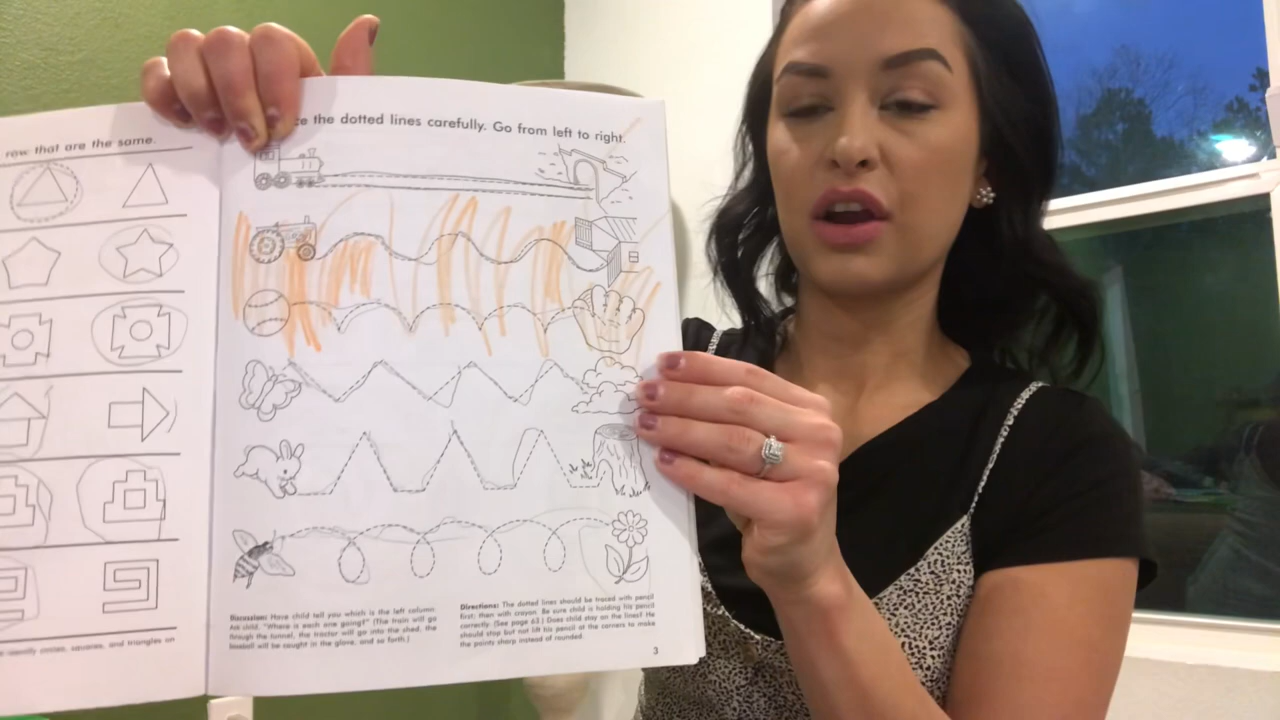 row that are the same.
the dotted lines carefully. Go from left to right.
Discussion: Have child tell you which is the left column.
Ask child, "Where is each one going?" (The train will go
through the tunnel, the tractor will go into the shed, the
baseball will be caught in the glove, and so forth.)
Directions: The dotted lines should be traced with pencil
first; then with crayon. Be sure child is holding his pencil
correctly. (See page 63.) Does child stay on the lines? He
should stop but not lift his pencil at the corners to make
the points sharp instead of rounded.
identify circles, squares, and triangles on
3